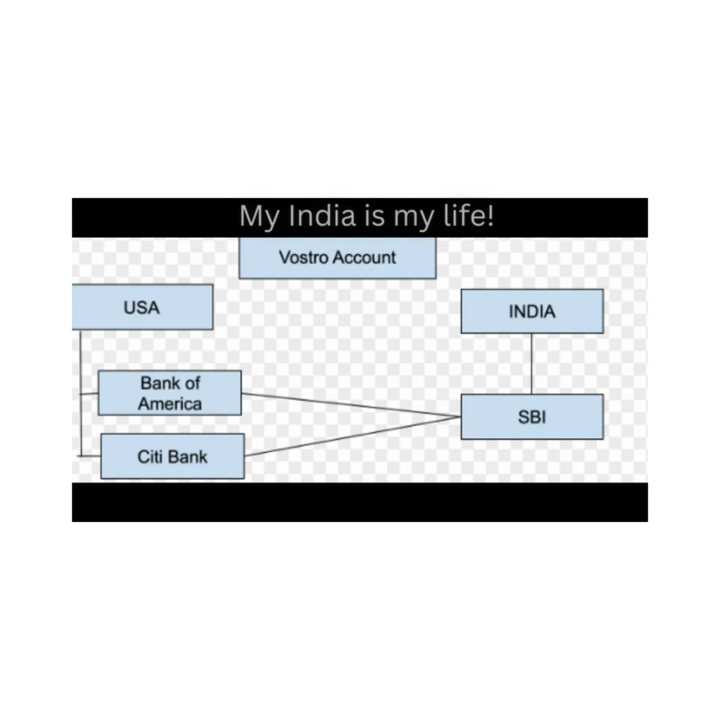 My India is my life!
Vostro Account
USA
INDIA
Bank of
America
SBI
Citi Bank